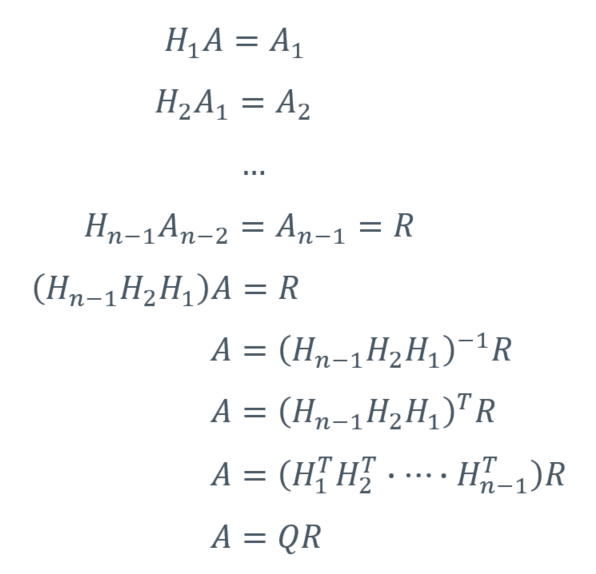 H₁A = A₁
H₂A₁ = A₂
...
Hₙ₋₁Aₙ₋₂ = Aₙ₋₁ = R
(Hₙ₋₁H₂H₁)A = R
A = (Hₙ₋₁H₂H₁)⁻¹R
A = (Hₙ₋₁H₂H₁)ᵀR
A = (H₁ᵀH₂ᵀ · ⋯ · Hₙ₋₁ᵀ)R
A = QR